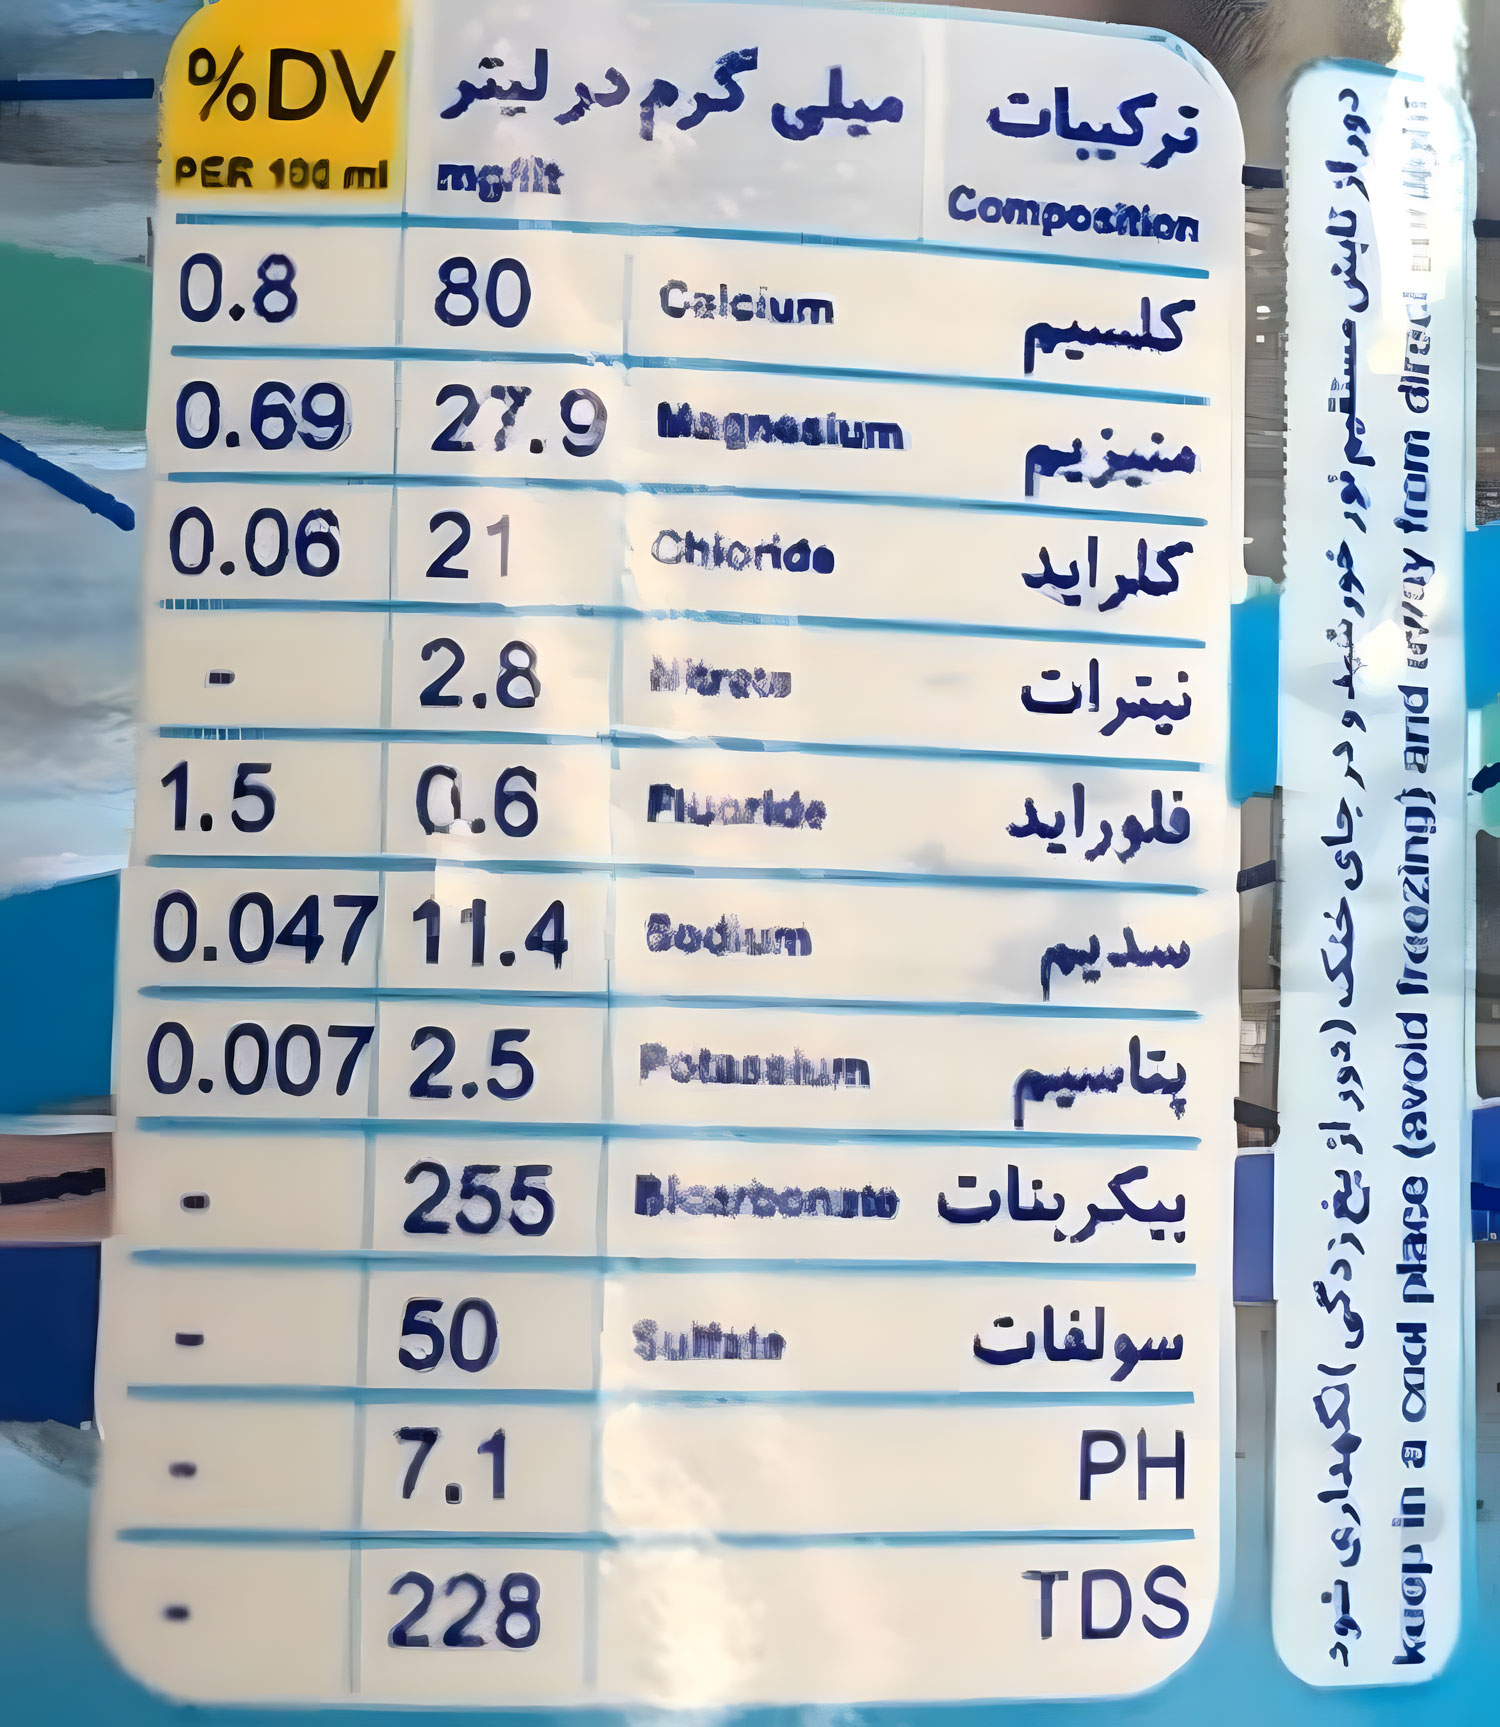 %DV میلی گرم در لیتر ترکیبات
PER 100 ml mg/lit Composition
0.8 80 Calcium کلسیم
0.69 27.9 Magnesium منیزیم
0.06 21 Chloride کلراید
- 2.8 نیترات
1.5 0.6 Fluoride فلوراید
0.047 11.4 Sodium سدیم
0.007 2.5 Potassium پتاسیم
- 255 Bicarbonate بیکربنات
- 50 سولفات
- 7.1 PH
- 228 TDS
دور از تابش مستقیم نور خورشید و در جای خنک (دور از یخ زدگی) نگهداری شود
keep in a cool place (avoid freezing) and away from direct